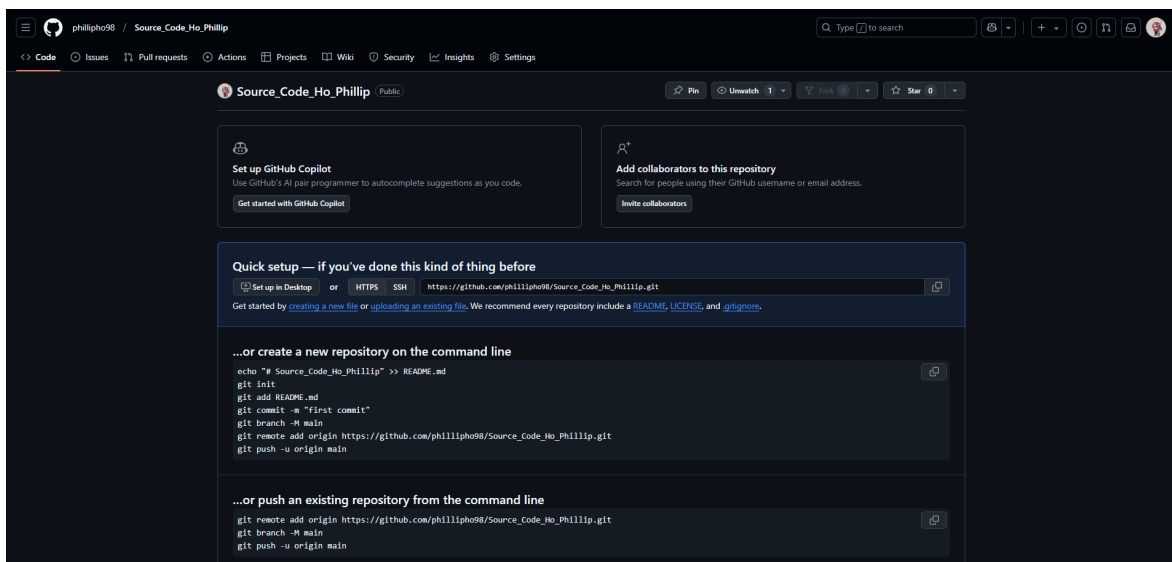 phillipho98 / Source_Code_Ho_Phillip
Type / to search
Code Issues Pull requests Actions Projects Wiki Security Insights Settings
Source_Code_Ho_Phillip Public
Pin Unwatch 1 Fork 0 Star 0
Set up GitHub Copilot
Use GitHub's AI pair programmer to autocomplete suggestions as you code.
Get started with GitHub Copilot
Add collaborators to this repository
Search for people using their GitHub username or email address.
Invite collaborators
Quick setup — if you've done this kind of thing before
Set up in Desktop or HTTPS SSH https://github.com/phillipho98/Source_Code_Ho_Phillip.git
Get started by creating a new file or uploading an existing file. We recommend every repository include a README, LICENSE, and .gitignore.
...or create a new repository on the command line
echo "# Source_Code_Ho_Phillip" >> README.md
git init
git add README.md
git commit -m "first commit"
git branch -M main
git remote add origin https://github.com/phillipho98/Source_Code_Ho_Phillip.git
git push -u origin main
...or push an existing repository from the command line
git remote add origin https://github.com/phillipho98/Source_Code_Ho_Phillip.git
git branch -M main
git push -u origin main